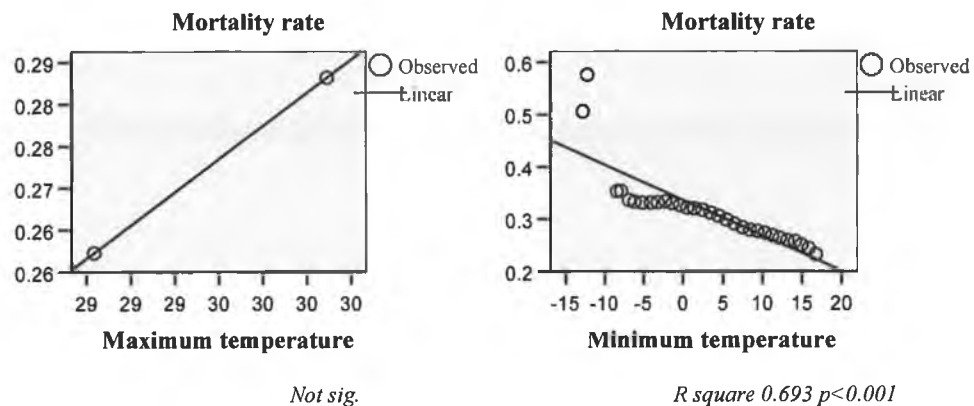 Mortality rate
0.29
0.28
0.28
0.27
0.26
0.26
29 29 29 30 30 30 30
Maximum temperature
Observed
Linear
Not sig.
Mortality rate
0.6
0.5
0.4
0.3
0.2
-15 -10 -5 0 5 10 15 20
Minimum temperature
Observed
Linear
R square 0.693 p<0.001